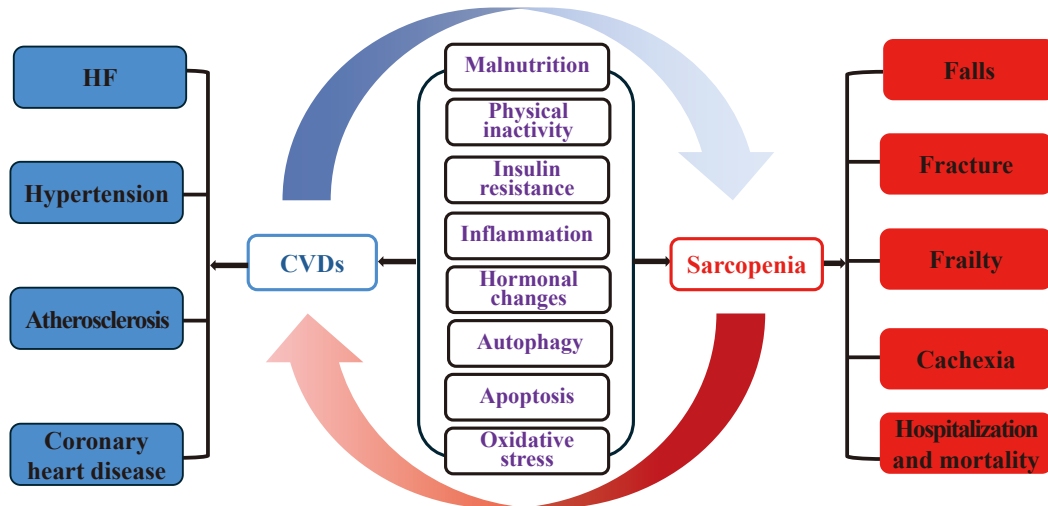 HF
Hypertension
Atherosclerosis
Coronary
heart disease
CVDs
Malnutrition
Physical
inactivity
Insulin
resistance
Inflammation
Hormonal
changes
Autophagy
Apoptosis
Oxidative
stress
Sarcopenia
Falls
Fracture
Frailty
Cachexia
Hospitalization
and mortality